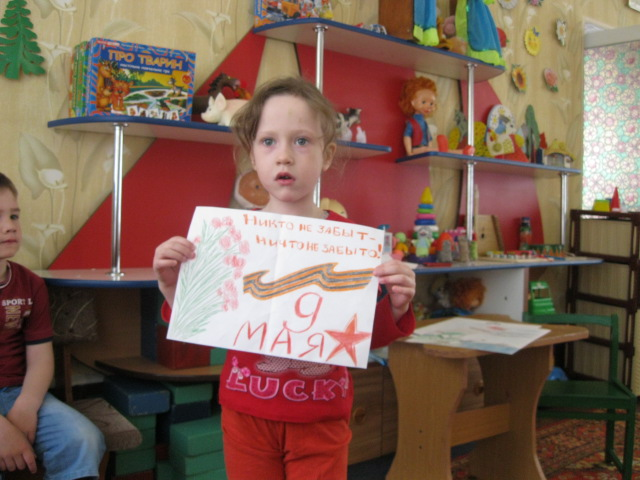 ПРО ТВАРИН
НИКТО НЕ ЗАБЫТ-
НИЧТО НЕ ЗАБЫТО!
9
МАЯ
LUCKY
SPORT